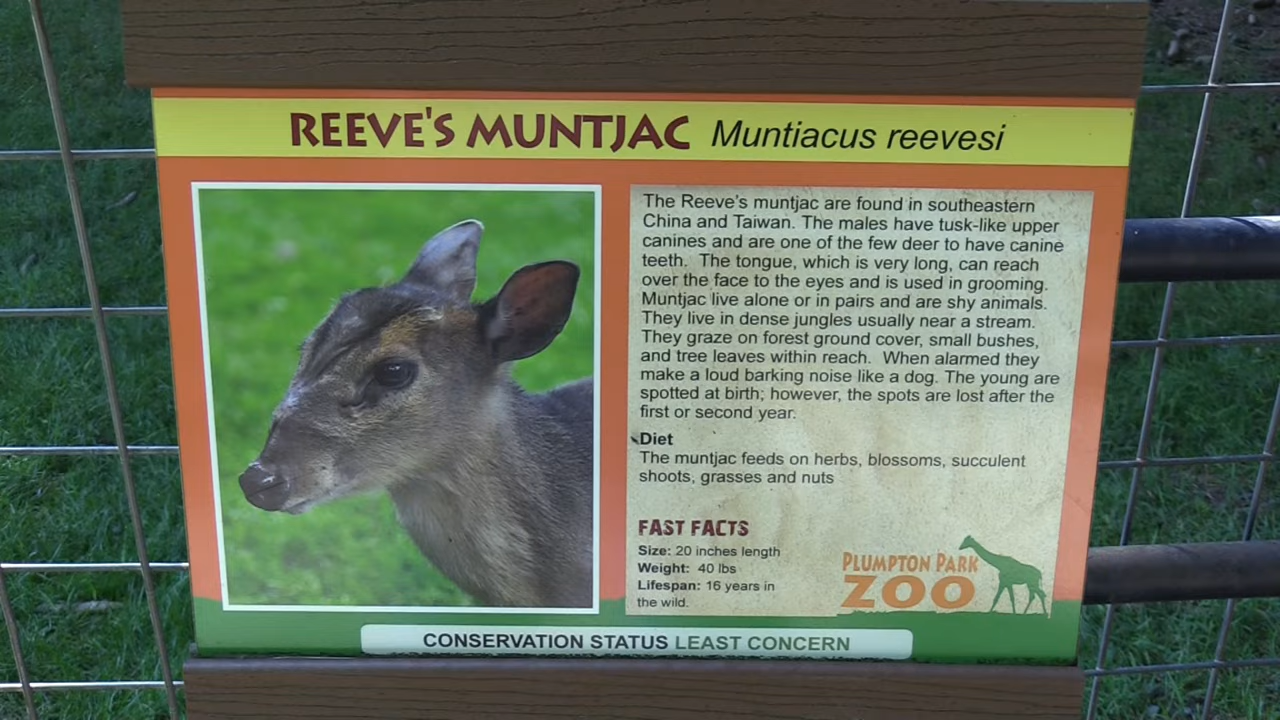 REEVE'S MUNTJAC Muntiacus reevesi
The Reeve's muntjac are found in southeastern
China and Taiwan. The males have tusk-like upper
canines and are one of the few deer to have canine
teeth. The tongue, which is very long, can reach
over the face to the eyes and is used in grooming.
Muntjac live alone or in pairs and are shy animals.
They live in dense jungles usually near a stream.
They graze on forest ground cover, small bushes,
and tree leaves within reach. When alarmed they
make a loud barking noise like a dog. The young are
spotted at birth; however, the spots are lost after the
first or second year.
Diet
The muntjac feeds on herbs, blossoms, succulent
shoots, grasses and nuts
FAST FACTS
Size: 20 inches length
Weight: 40 lbs
Lifespan: 16 years in
the wild.
PLUMPTON PARK
ZOO
CONSERVATION STATUS LEAST CONCERN